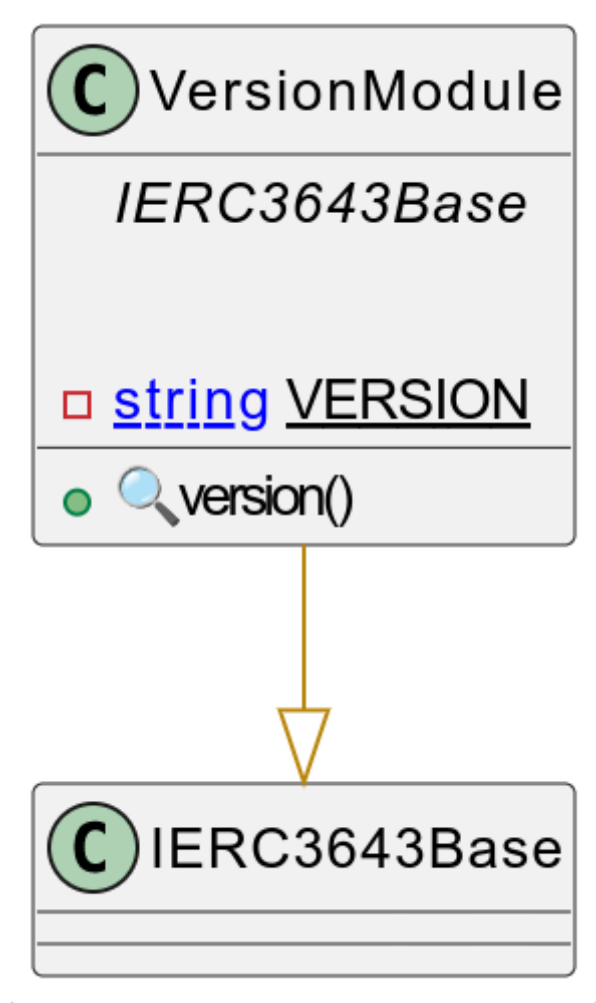 C VersionModule
IERC3643Base
string VERSION
version()
C IERC3643Base